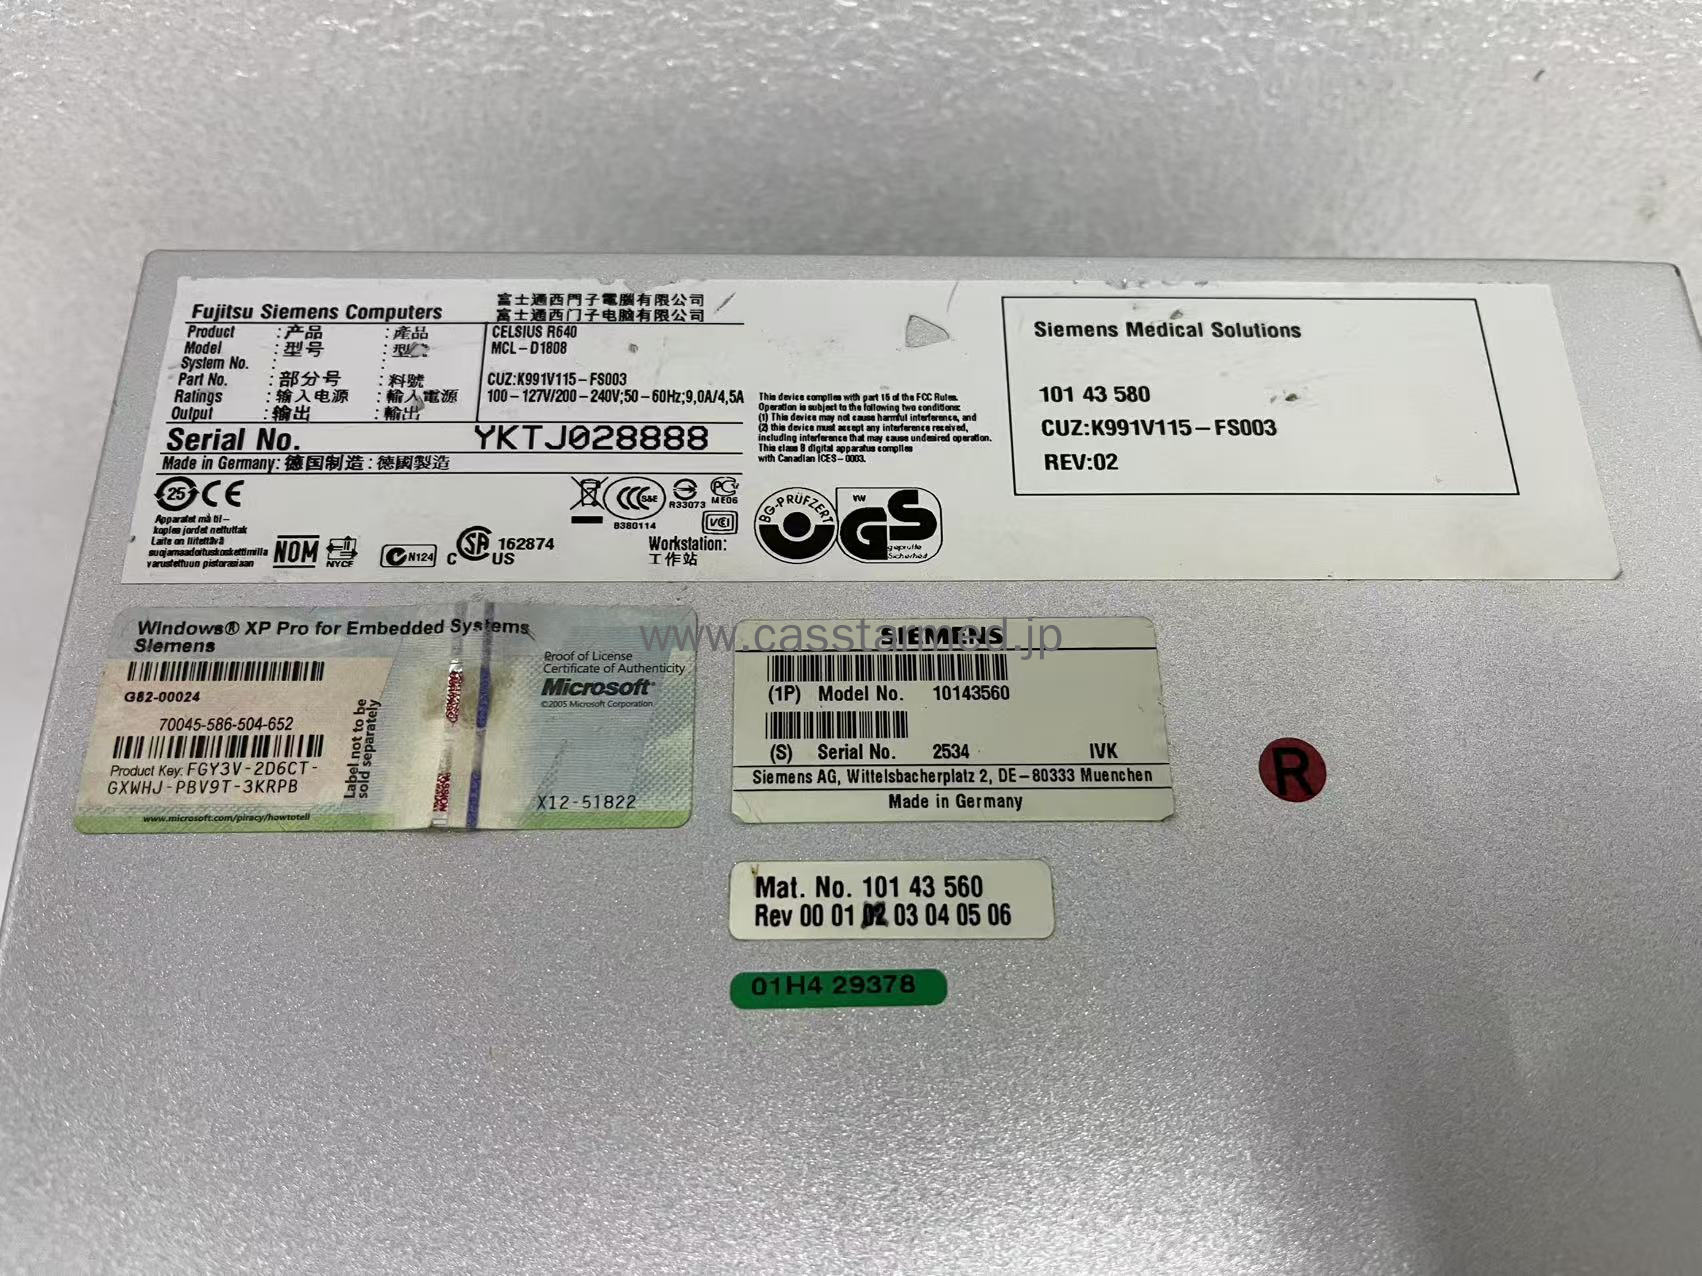 Fujitsu Siemens Computers
富士通西門子電腦有限公司
富士通西门子电脑有限公司
Product :产品 :產品 CELSIUS R640
Model :型号 MCL-D1808
System No. : :
Part No. :部分号 :料號 CUZ:K991V115-FS003
Ratings :输入电源 :輸入電源 100-127V/200-240V;50-60Hz;9,0A/4,5A
Output :输出 :輸出
Serial No. YKTJ028888
Made in Germany:德国制造:德國製造
This device complies with part 15 of the FCC Rules.
Operation is subject to the following two conditions:
(1) This device may not cause harmful interference, and
(2) this device must accept any interference received,
including interference that may cause undesired operation.
This class B digital apparatus complies
with Canadian ICES-0003.
25 CE
Apparatet må til-
koples jordet nettuttak
Laite on liitettävä
suojamaadoituskoskettimilla
varustettuun pistorasiaan
NOM
NYCE
N124
C SA US
162874
CCC S&E
B380114
R33073
PC
ME06
VCI
Workstation:
工作站
BG-PRÜFZERT
VW
GS
geprüfte
Sicherheit
Siemens Medical Solutions
101 43 580
CUZ:K991V115-FS003
REV:02
Windows® XP Pro for Embedded Systems
Siemens
G82-00024
70045-586-504-652
Product Key: FGY3V-2D6CT-
GXWHJ-PBV9T-3KRPB
www.microsoft.com/piracy/howtotell
Label not to be
sold separately
Proof of License
Certificate of Authenticity
Microsoft
©2005 Microsoft Corporation
X12-51822
www.casstarmed.jp
SIEMENS
(1P) Model No. 10143560
(S) Serial No. 2534 IVK
Siemens AG, Wittelsbacherplatz 2, DE-80333 Muenchen
Made in Germany
R
Mat. No. 101 43 560
Rev 00 01 02 03 04 05 06
01H4 29378